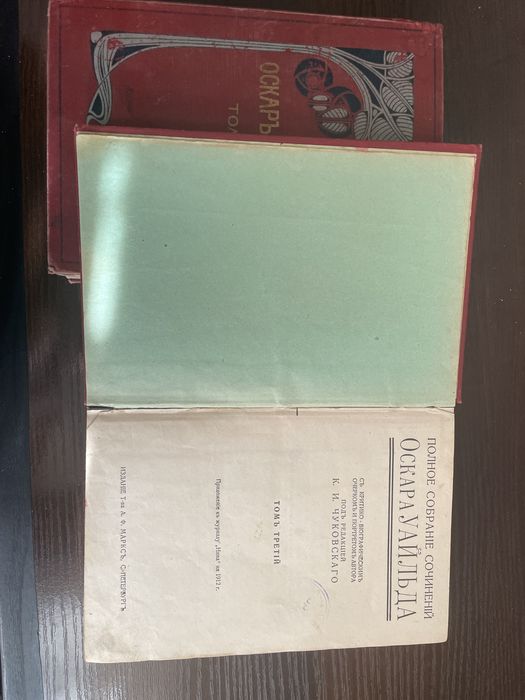 ОСКАРЪ
ТО
ПОЛНОЕ СОБРАНІЕ СОЧИНЕНІЙ
ОСКАРА УАЙЛЬДА
СЪ КРИТИКО-БІОГРАФИЧЕСКИМЪ
ОЧЕРКОМЪ И ПОРТРЕТОМЪ АВТОРА
ПОДЪ РЕДАКЦІЕЙ
К. И. ЧУКОВСКАГО
ТОМЪ ТРЕТІЙ
Приложеніе къ журналу „Нива" на 1912 г.
ИЗДАНІЕ Т-ва А. Ф. МАРКСЪ, С.-ПЕТЕРБУРГЪ